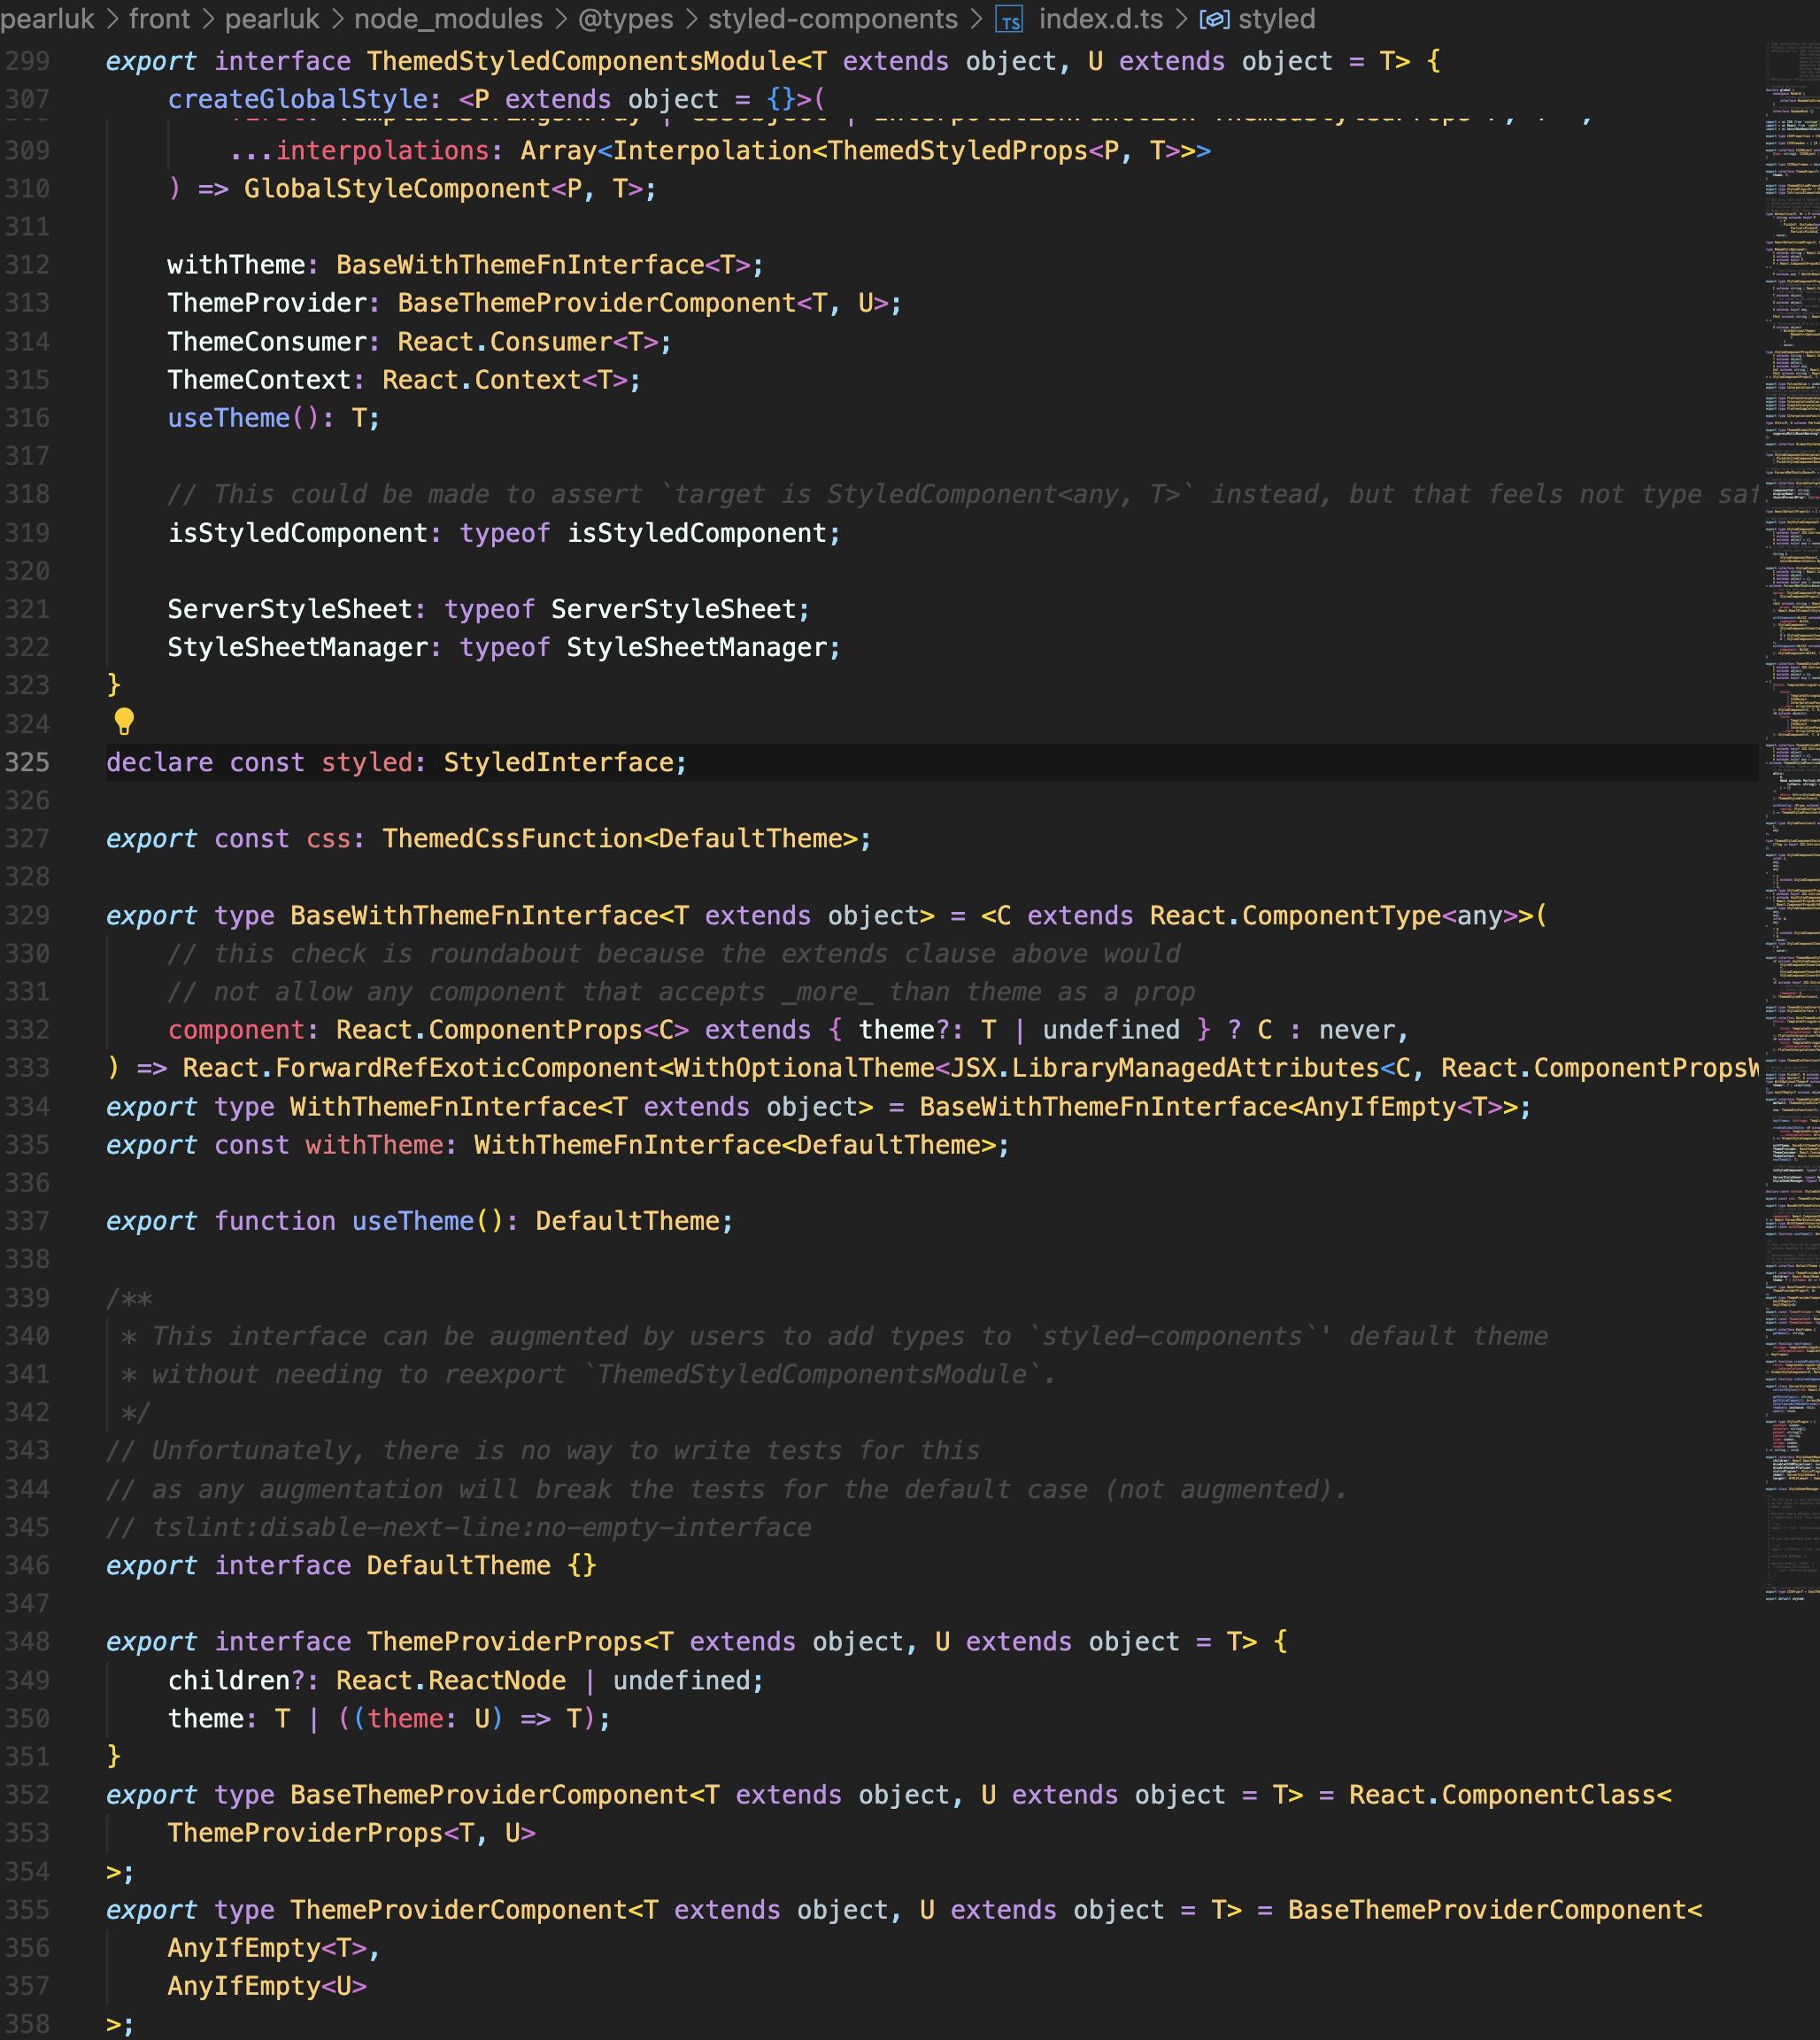 pearluk > front > pearluk > node_modules > @types > styled-components > TS index.d.ts > styled
299 export interface ThemedStyledComponentsModule<T extends object, U extends object = T> {
307     createGlobalStyle: <P extends object = {}>(
309         ...interpolations: Array<Interpolation<ThemedStyledProps<P, T>>>
310     ) => GlobalStyleComponent<P, T>;
311
312     withTheme: BaseWithThemeFnInterface<T>;
313     ThemeProvider: BaseThemeProviderComponent<T, U>;
314     ThemeConsumer: React.Consumer<T>;
315     ThemeContext: React.Context<T>;
316     useTheme(): T;
317
318     // This could be made to assert `target is StyledComponent<any, T>` instead, but that feels not type saf
319     isStyledComponent: typeof isStyledComponent;
320
321     ServerStyleSheet: typeof ServerStyleSheet;
322     StyleSheetManager: typeof StyleSheetManager;
323 }
324
325 declare const styled: StyledInterface;
326
327 export const css: ThemedCssFunction<DefaultTheme>;
328
329 export type BaseWithThemeFnInterface<T extends object> = <C extends React.ComponentType<any>>(
330     // this check is roundabout because the extends clause above would
331     // not allow any component that accepts _more_ than theme as a prop
332     component: React.ComponentProps<C> extends { theme?: T | undefined } ? C : never,
333 ) => React.ForwardRefExoticComponent<WithOptionalTheme<JSX.LibraryManagedAttributes<C, React.ComponentPropsW
334 export type WithThemeFnInterface<T extends object> = BaseWithThemeFnInterface<AnyIfEmpty<T>>;
335 export const withTheme: WithThemeFnInterface<DefaultTheme>;
336
337 export function useTheme(): DefaultTheme;
338
339 /**
340  * This interface can be augmented by users to add types to `styled-components`' default theme
341  * without needing to reexport `ThemedStyledComponentsModule`.
342  */
343 // Unfortunately, there is no way to write tests for this
344 // as any augmentation will break the tests for the default case (not augmented).
345 // tslint:disable-next-line:no-empty-interface
346 export interface DefaultTheme {}
347
348 export interface ThemeProviderProps<T extends object, U extends object = T> {
349     children?: React.ReactNode | undefined;
350     theme: T | ((theme: U) => T);
351 }
352 export type BaseThemeProviderComponent<T extends object, U extends object = T> = React.ComponentClass<
353     ThemeProviderProps<T, U>
354 >;
355 export type ThemeProviderComponent<T extends object, U extends object = T> = BaseThemeProviderComponent<
356     AnyIfEmpty<T>,
357     AnyIfEmpty<U>
358 >;